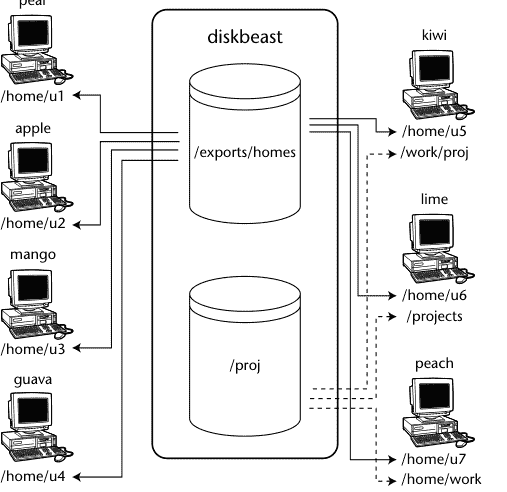 pear
/home/u1
apple
/home/u2
mango
/home/u3
guava
/home/u4
diskbeast
/exports/homes
/proj
kiwi
/home/u5
/work/proj
lime
/home/u6
/projects
peach
/home/u7
/home/work